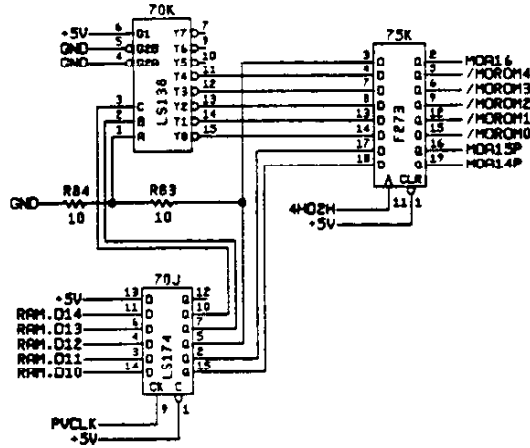 70K
+5V 6 G1 Y7 7
GND 5 G2B Y6 9
GND 4 G2A Y5 10
Y4 11
Y3 12
3 C Y2 13
2 B Y1 14
1 A Y0 15
LS138
75K
3 D Q 2 MOA16
4 D Q 5 /MOROM4
7 D Q 6 /MOROM3
8 D Q 9 /MOROM2
13 D Q 12 /MOROM1
14 D Q 15 /MOROM0
17 D Q 16 MOA15P
18 D Q 19 MOA14P
F273
CLR
4M02H 11 1
+5V
GND R84 R83
10 10
70J
+5V 13 D Q 12
RAM.D14 11 D Q 10
RAM.D13 6 D Q 7
RAM.D12 4 D Q 5
RAM.D11 3 D Q 2
RAM.D10 14 D Q 15
LS174
CK C
PVCLK 9 1
+5V